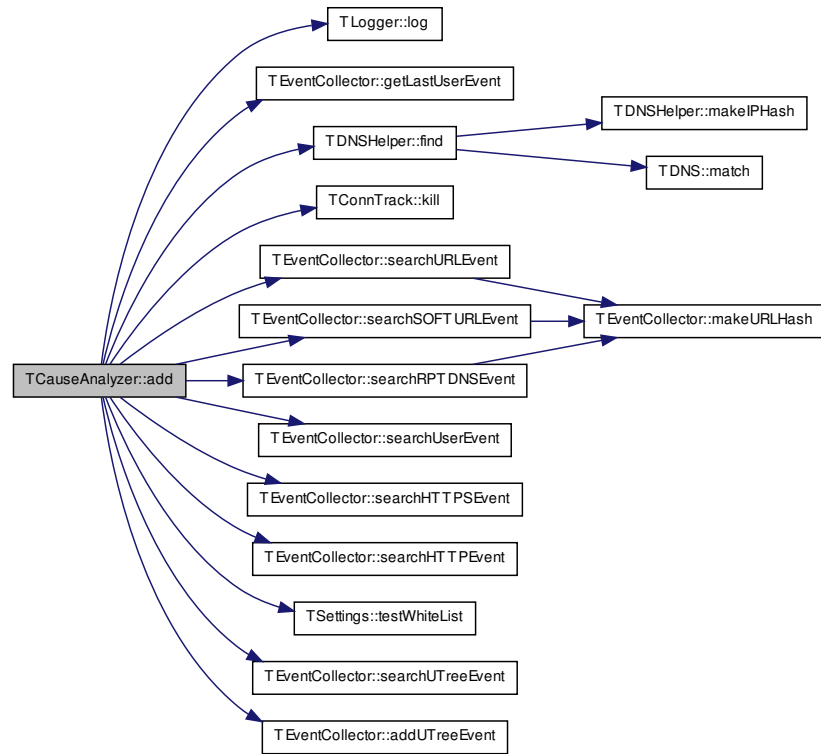 TLogger::log
TEventCollector::getLastUserEvent
TDNSHelper::makeIPHash
TDNSHelper::find
TDNS::match
TConnTrack::kill
TEventCollector::searchURLEvent
TEventCollector::searchSOFTURLEvent
TEventCollector::makeURLHash
TCauseAnalyzer::add
TEventCollector::searchRPTDNSEvent
TEventCollector::searchUserEvent
TEventCollector::searchHTTPSEvent
TEventCollector::searchHTTPEvent
TSettings::testWhiteList
TEventCollector::searchUTreeEvent
TEventCollector::addUTreeEvent